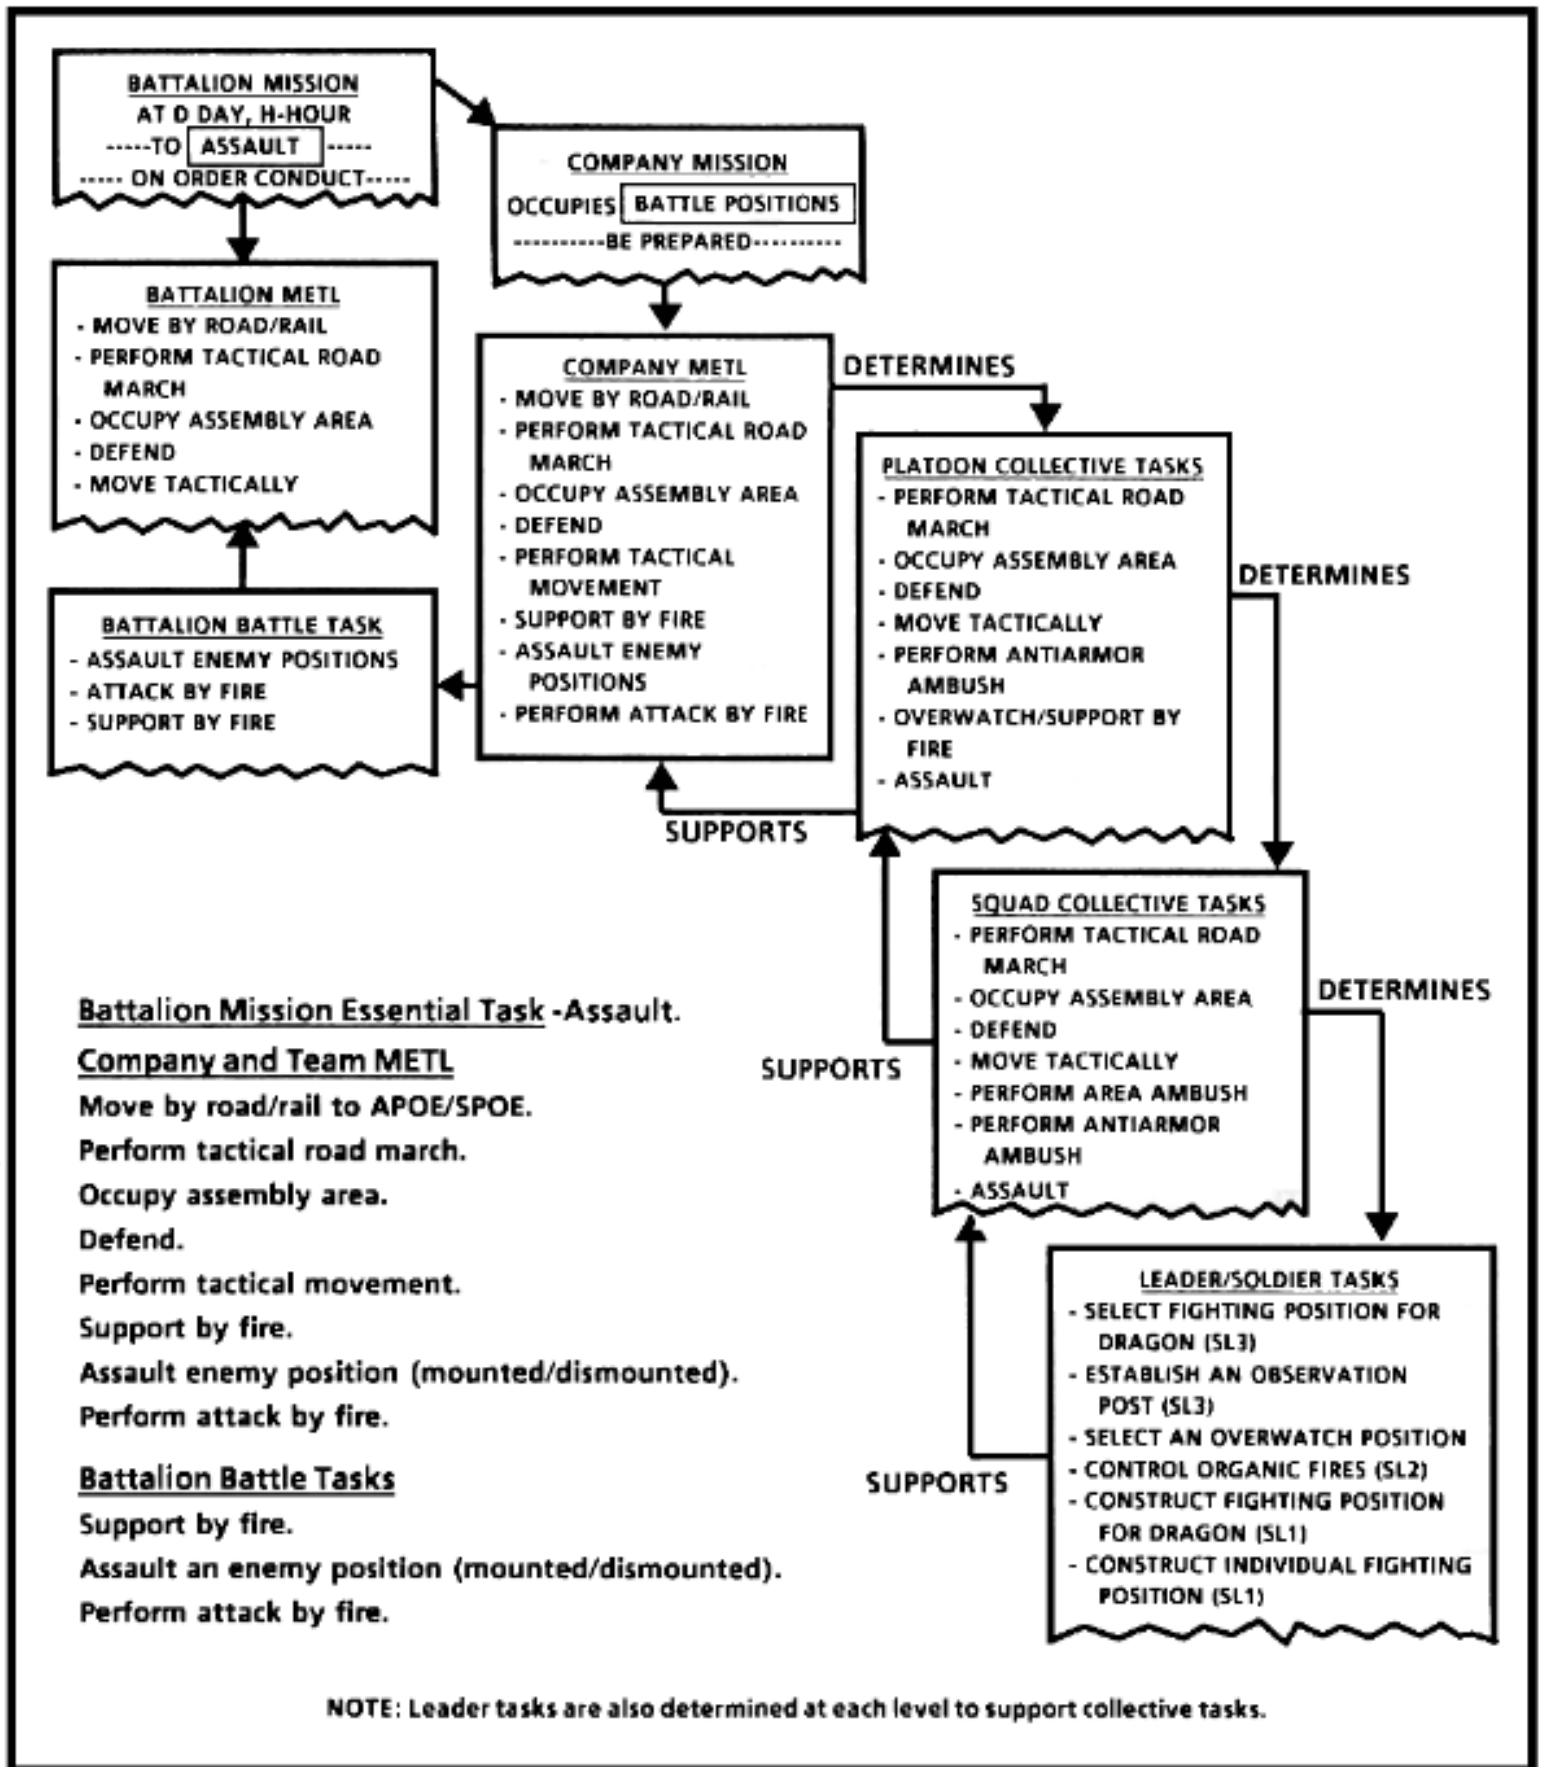 BATTALION MISSION
AT D DAY, H-HOUR
-----TO ASSAULT -----
----- ON ORDER CONDUCT-----
COMPANY MISSION
OCCUPIES BATTLE POSITIONS
----------BE PREPARED----------
BATTALION METL
- MOVE BY ROAD/RAIL
- PERFORM TACTICAL ROAD
MARCH
- OCCUPY ASSEMBLY AREA
- DEFEND
- MOVE TACTICALLY
COMPANY METL
- MOVE BY ROAD/RAIL
- PERFORM TACTICAL ROAD
MARCH
- OCCUPY ASSEMBLY AREA
- DEFEND
- PERFORM TACTICAL
MOVEMENT
- SUPPORT BY FIRE
- ASSAULT ENEMY
POSITIONS
- PERFORM ATTACK BY FIRE
DETERMINES
PLATOON COLLECTIVE TASKS
- PERFORM TACTICAL ROAD
MARCH
- OCCUPY ASSEMBLY AREA
- DEFEND
- MOVE TACTICALLY
- PERFORM ANTIARMOR
AMBUSH
- OVERWATCH/SUPPORT BY
FIRE
- ASSAULT
DETERMINES
BATTALION BATTLE TASK
- ASSAULT ENEMY POSITIONS
- ATTACK BY FIRE
- SUPPORT BY FIRE
SUPPORTS
SQUAD COLLECTIVE TASKS
- PERFORM TACTICAL ROAD
MARCH
- OCCUPY ASSEMBLY AREA
- DEFEND
- MOVE TACTICALLY
- PERFORM AREA AMBUSH
- PERFORM ANTIARMOR
AMBUSH
- ASSAULT
DETERMINES
SUPPORTS
LEADER/SOLDIER TASKS
- SELECT FIGHTING POSITION FOR
DRAGON (SL3)
- ESTABLISH AN OBSERVATION
POST (SL3)
- SELECT AN OVERWATCH POSITION
- CONTROL ORGANIC FIRES (SL2)
- CONSTRUCT FIGHTING POSITION
FOR DRAGON (SL1)
- CONSTRUCT INDIVIDUAL FIGHTING
POSITION (SL1)
SUPPORTS
Battalion Mission Essential Task -Assault.
Company and Team METL
Move by road/rail to APOE/SPOE.
Perform tactical road march.
Occupy assembly area.
Defend.
Perform tactical movement.
Support by fire.
Assault enemy position (mounted/dismounted).
Perform attack by fire.
Battalion Battle Tasks
Support by fire.
Assault an enemy position (mounted/dismounted).
Perform attack by fire.
NOTE: Leader tasks are also determined at each level to support collective tasks.